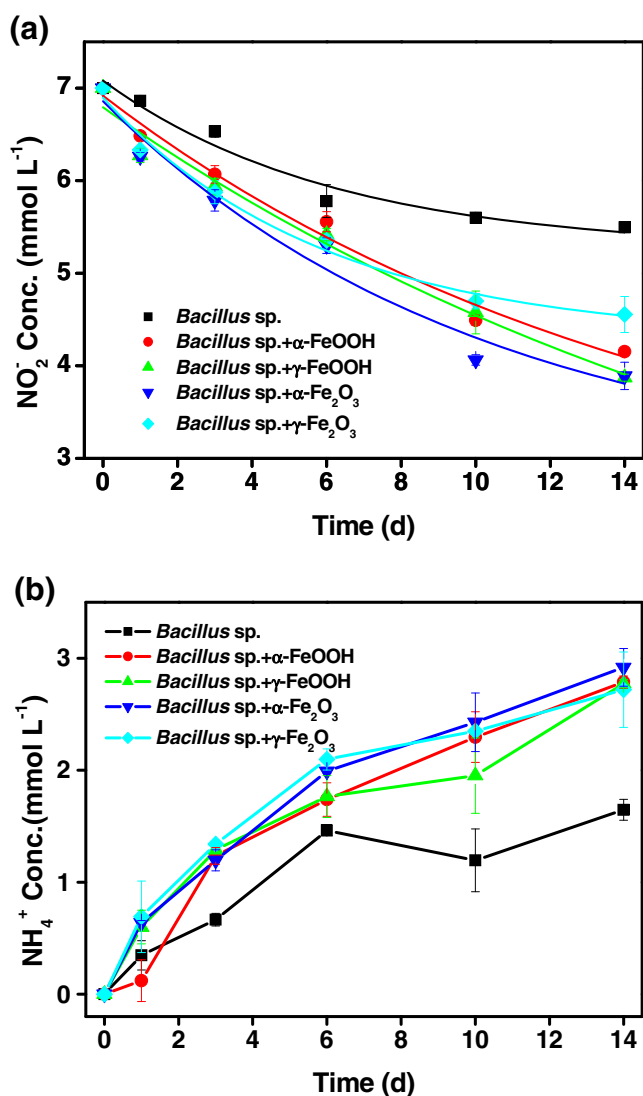 (a)
7
6
5
4
3
NO₂⁻ Conc. (mmol L⁻¹)
Bacillus sp.
Bacillus sp.+α-FeOOH
Bacillus sp.+γ-FeOOH
Bacillus sp.+α-Fe₂O₃
Bacillus sp.+γ-Fe₂O₃
0 2 4 6 8 10 12 14
Time (d)
(b)
3
2
1
0
NH₄⁺ Conc.(mmol L⁻¹)
Bacillus sp.
Bacillus sp.+α-FeOOH
Bacillus sp.+γ-FeOOH
Bacillus sp.+α-Fe₂O₃
Bacillus sp.+γ-Fe₂O₃
0 2 4 6 8 10 12 14
Time (d)